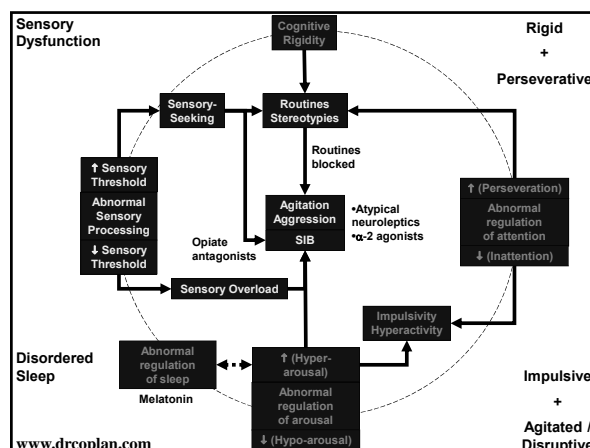 Sensory
Dysfunction
Cognitive
Rigidity
Rigid
+
Perseverative
Sensory-
Seeking
Routines
Stereotypies
Routines
blocked
↑ Sensory
Threshold
Abnormal
Sensory
Processing
↓ Sensory
Threshold
Agitation
Aggression
SIB
•Atypical
neuroleptics
•α-2 agonists
↑ (Perseveration)
Abnormal
regulation
of attention
↓ (Inattention)
Opiate
antagonists
Sensory Overload
Impulsivity
Hyperactivity
Disordered
Sleep
Abnormal
regulation
of sleep
Melatonin
↑ (Hyper-
arousal)
Abnormal
regulation
of arousal
↓ (Hypo-arousal)
Impulsive
+
Agitated /
Disruptive
www.drcoplan.com